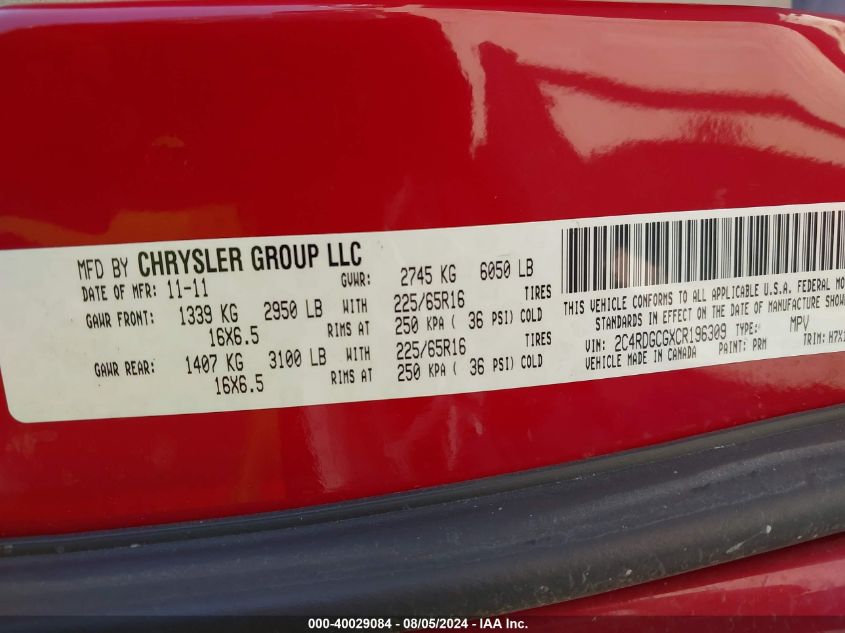 MFD BY CHRYSLER GROUP LLC
DATE OF MFR: 11-11 GVWR: 2745 KG 6050 LB
GAWR FRONT: 1339 KG 2950 LB WITH 225/65R16 TIRES
16X6.5 RIMS AT 250 KPA ( 36 PSI) COLD
GAWR REAR: 1407 KG 3100 LB WITH 225/65R16 TIRES
16X6.5 RIMS AT 250 KPA ( 36 PSI) COLD
THIS VEHICLE CONFORMS TO ALL APPLICABLE U.S.A. FEDERAL MO
STANDARDS IN EFFECT ON THE DATE OF MANUFACTURE SHOW
VIN: 2C4RDGCGXCR196309 TYPE: MPV
VEHICLE MADE IN CANADA PAINT: PRM TRIM: H7X
000-40029084 - 08/05/2024 - IAA Inc.